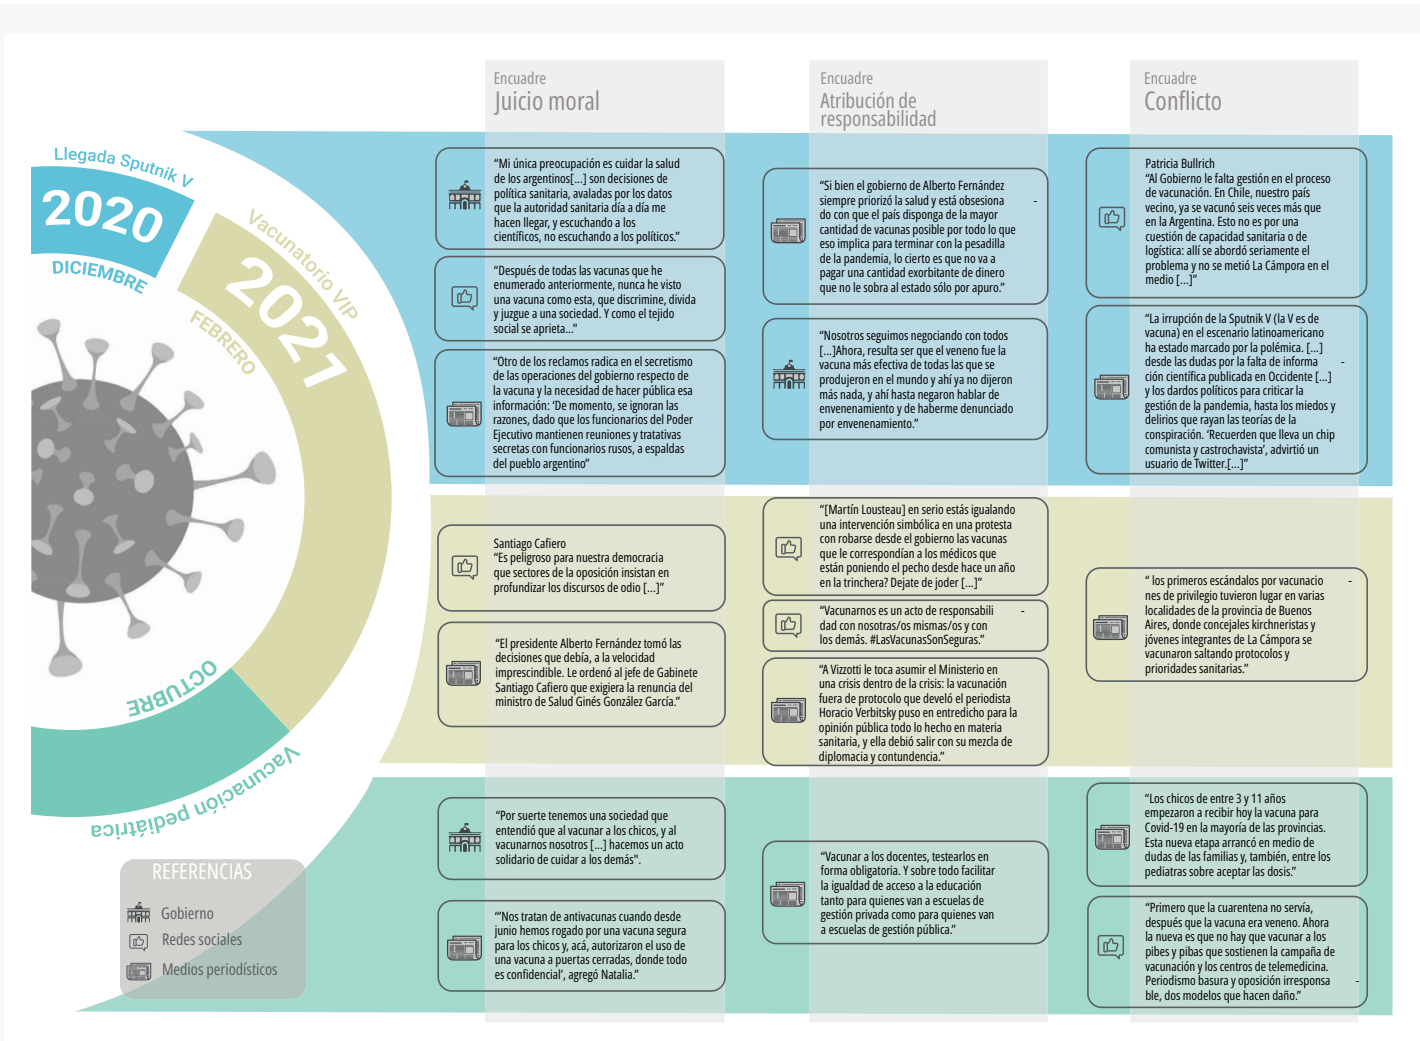 Encuadre
Juicio moral
Encuadre
Atribución de
responsabilidad
Encuadre
Conflicto
Llegada Sputnik V
2020
DICIEMBRE
Vacunatorio VIP
2021
FEBRERO
OCTUBRE
Vacunación pediátrica
“Mi única preocupación es cuidar la salud
de los argentinos[...] son decisiones de
política sanitaria, avaladas por los datos
que la autoridad sanitaria día a día me
hacen llegar, y escuchando a los
científicos, no escuchando a los políticos.”
“Después de todas las vacunas que he
enumerado anteriormente, nunca he visto
una vacuna como esta, que discrimine, divida
y juzgue a una sociedad. Y como el tejido
social se aprieta..."
“Otro de los reclamos radica en el secretismo
de las operaciones del gobierno respecto de
la vacuna y la necesidad de hacer pública esa
información: ‘De momento, se ignoran las
razones, dado que los funcionarios del Poder
Ejecutivo mantienen reuniones y tratativas
secretas con funcionarios rusos, a espaldas
del pueblo argentino”
“Si bien el gobierno de Alberto Fernández
siempre priorizó la salud y está obsesiona -
do con que el país disponga de la mayor
cantidad de vacunas posible por todo lo que
eso implica para terminar con la pesadilla
de la pandemia, lo cierto es que no va a
pagar una cantidad exorbitante de dinero
que no le sobra al estado sólo por apuro.”
“Nosotros seguimos negociando con todos
[...]Ahora, resulta ser que el veneno fue la
vacuna más efectiva de todas las que se
produjeron en el mundo y ahí ya no dijeron
más nada, y ahí hasta negaron hablar de
envenenamiento y de haberme denunciado
por envenenamiento.”
Patricia Bullrich
“Al Gobierno le falta gestión en el proceso
de vacunación. En Chile, nuestro país
vecino, ya se vacunó seis veces más que
en la Argentina. Esto no es por una
cuestión de capacidad sanitaria o de
logística: allí se abordó seriamente el
problema y no se metió La Cámpora en el
medio [...]”
“La irrupción de la Sputnik V (la V es de
vacuna) en el escenario latinoamericano
ha estado marcado por la polémica. [...]
desde las dudas por la falta de informa -
ción científica publicada en Occidente [...]
y los dardos políticos para criticar la
gestión de la pandemia, hasta los miedos y
delirios que rayan las teorías de la
conspiración. ‘Recuerden que lleva un chip
comunista y castrochavista’, advirtió un
usuario de Twitter.[...]”
Santiago Cafiero
“Es peligroso para nuestra democracia
que sectores de la oposición insistan en
profundizar los discursos de odio [...]”
“El presidente Alberto Fernández tomó las
decisiones que debía, a la velocidad
imprescindible. Le ordenó al jefe de Gabinete
Santiago Cafiero que exigiera la renuncia del
ministro de Salud Ginés González García.”
“[Martín Lousteau] en serio estás igualando
una intervención simbólica en una protesta
con robarse desde el gobierno las vacunas
que le correspondían a los médicos que
están poniendo el pecho desde hace un año
en la trinchera? Dejate de joder [...]”
“Vacunarnos es un acto de responsabili -
dad con nosotras/os mismas/os y con
los demás. #LasVacunasSonSeguras.”
“A Vizzotti le toca asumir el Ministerio en
una crisis dentro de la crisis: la vacunación
fuera de protocolo que develó el periodista
Horacio Verbitsky puso en entredicho para la
opinión pública todo lo hecho en materia
sanitaria, y ella debió salir con su mezcla de
diplomacia y contundencia.”
“ los primeros escándalos por vacunacio -
nes de privilegio tuvieron lugar en varias
localidades de la provincia de Buenos
Aires, donde concejales kirchneristas y
jóvenes integrantes de La Cámpora se
vacunaron saltando protocolos y
prioridades sanitarias.”
“Por suerte tenemos una sociedad que
entendió que al vacunar a los chicos, y al
vacunarnos nosotros [...] hacemos un acto
solidario de cuidar a los demás".
“’Nos tratan de antivacunas cuando desde
junio hemos rogado por una vacuna segura
para los chicos y, acá, autorizaron el uso de
una vacuna a puertas cerradas, donde todo
es confidencial’, agregó Natalia.”
“Vacunar a los docentes, testearlos en
forma obligatoria. Y sobre todo facilitar
la igualdad de acceso a la educación
tanto para quienes van a escuelas de
gestión privada como para quienes van
a escuelas de gestión pública.”
“Los chicos de entre 3 y 11 años
empezaron a recibir hoy la vacuna para
Covid-19 en la mayoría de las provincias.
Esta nueva etapa arrancó en medio de
dudas de las familias y, también, entre los
pediatras sobre aceptar las dosis.”
“Primero que la cuarentena no servía,
después que la vacuna era veneno. Ahora
la nueva es que no hay que vacunar a los
pibes y pibas que sostienen la campaña de
vacunación y los centros de telemedicina.
Periodismo basura y oposición irresponsa -
ble, dos modelos que hacen daño.”
REFERENCIAS
Gobierno
Redes sociales
Medios periodísticos